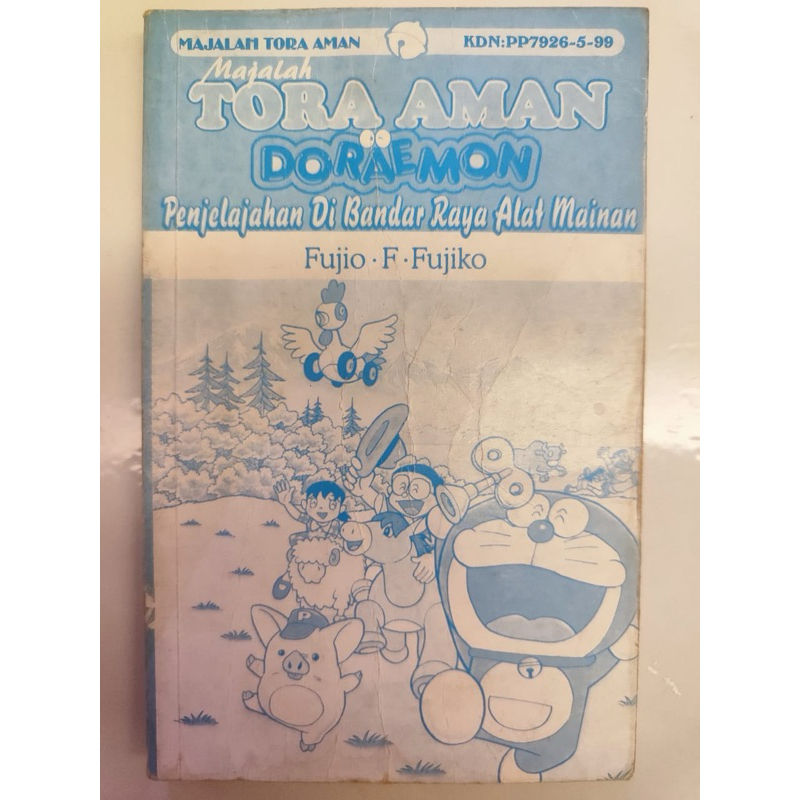 MAJALAH TORA AMAN
KDN:PP7926-5-99
Majalah
TORA AMAN
DORAEMON
Penjelajahan Di Bandar Raya Alat Mainan
Fujio·F·Fujiko
P